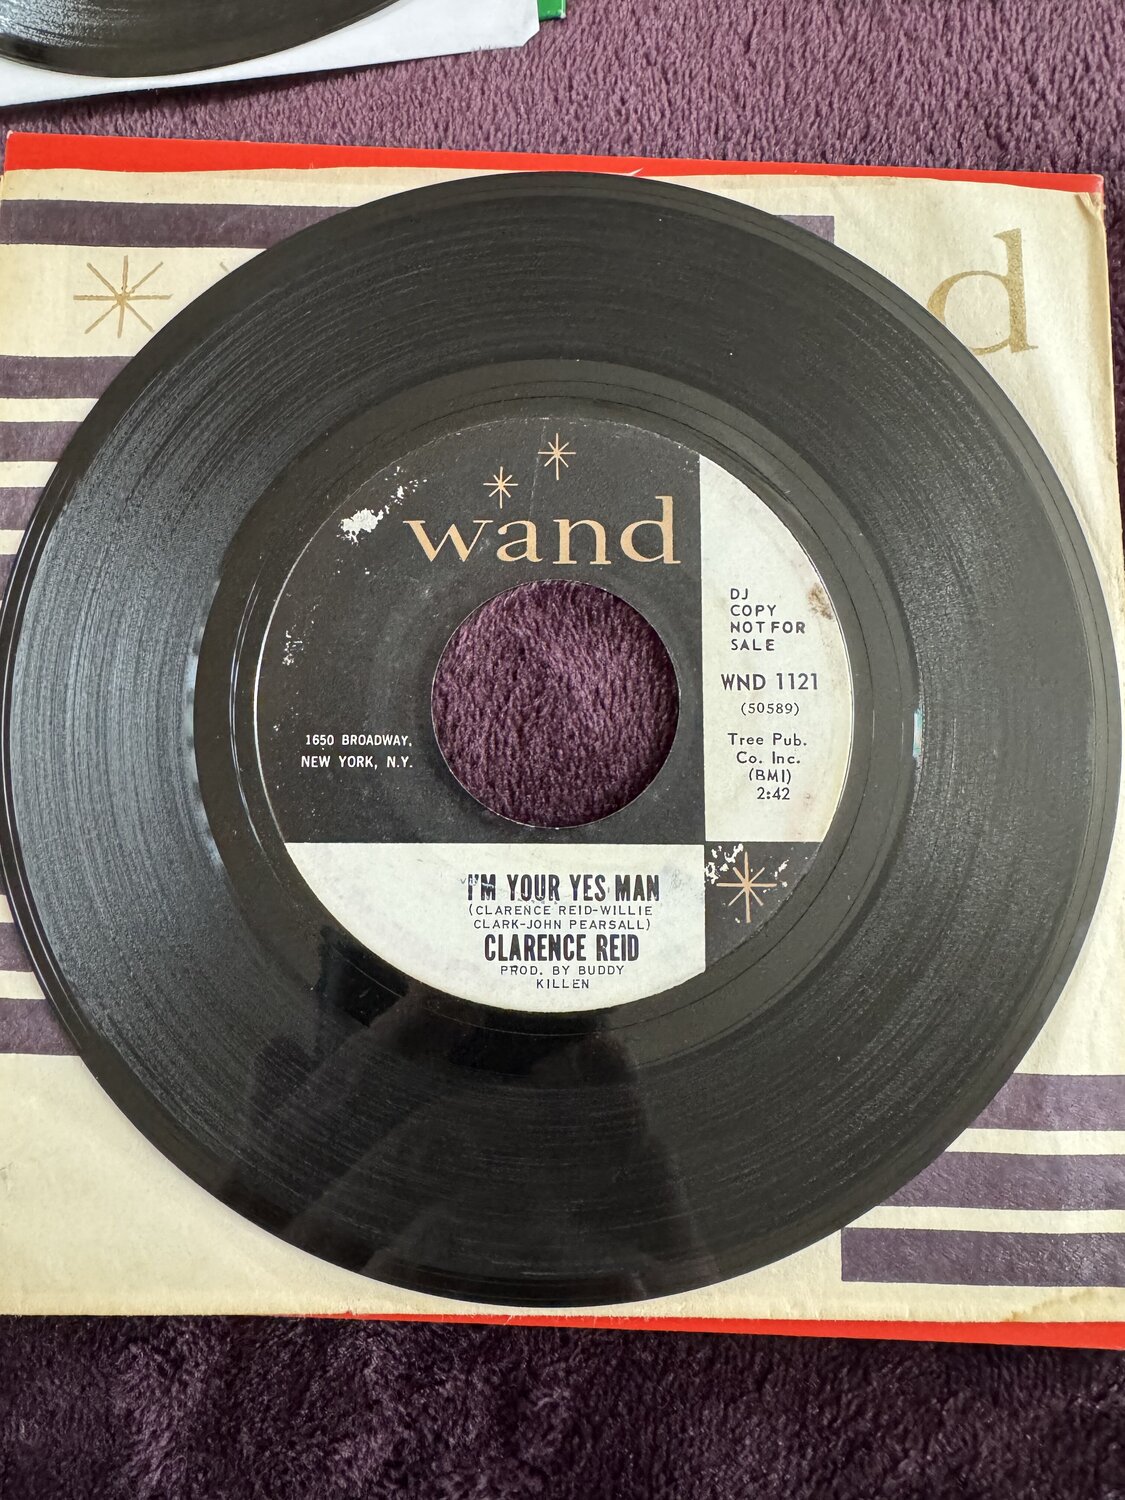 d
wand
DJ
COPY
NOT FOR
SALE
WND 1121
(50589)
Tree Pub.
Co. Inc.
(BMI)
2:42
1650 BROADWAY,
NEW YORK, N.Y.
I'M YOUR YES MAN
(CLARENCE REID-WILLIE
CLARK-JOHN PEARSALL)
CLARENCE REID
PROD. BY BUDDY
KILLEN